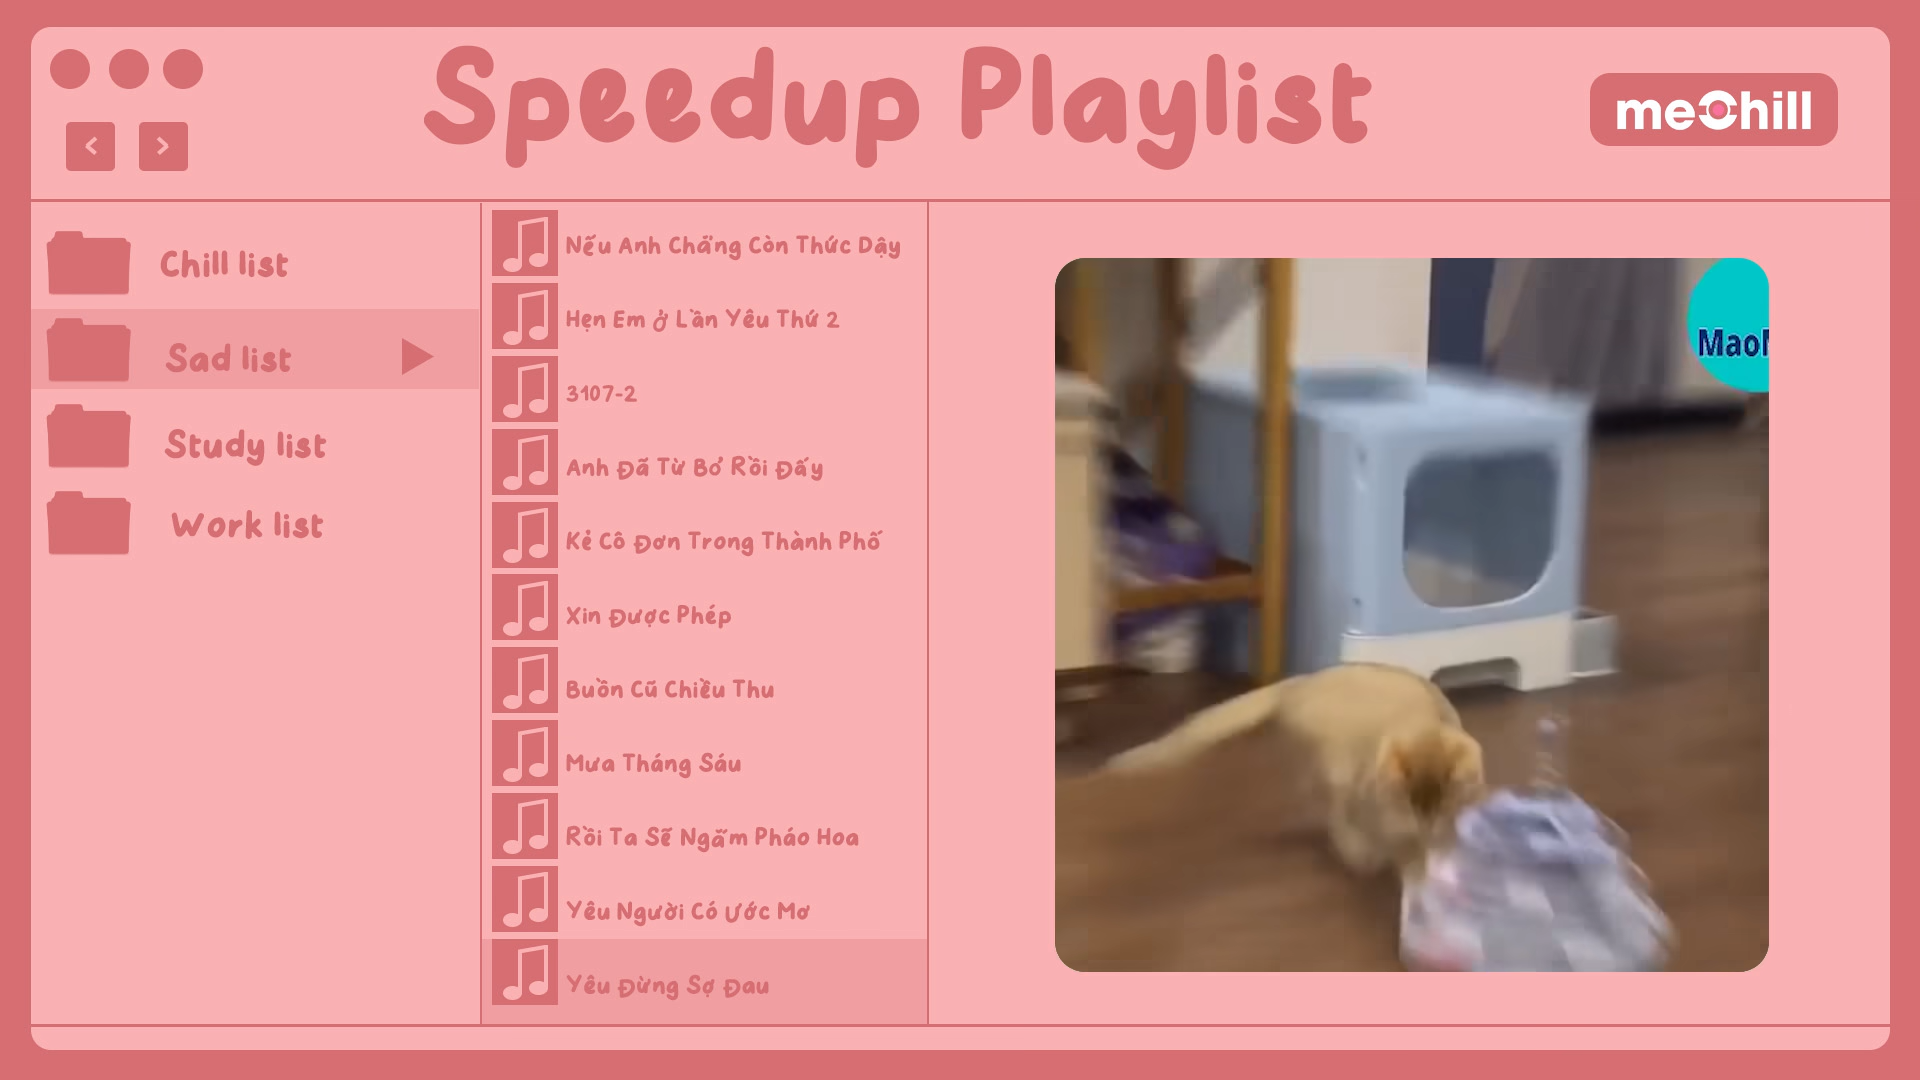 Speedup Playlist
mechill
Chill list
Sad list
Study list
Work list
Nếu Anh Chẳng Còn Thức Dậy
Hẹn Em ở Lần Yêu Thứ 2
3107-2
Anh Đã Từ Bỏ Rồi Đấy
Kẻ Cô Đơn Trong Thành Phố
Xin Được Phép
Buồn Cũ Chiều Thu
Mưa Tháng Sáu
Rồi Ta Sẽ Ngắm Pháo Hoa
Yêu Người Có Ước Mơ
Yêu Đừng Sợ Đau